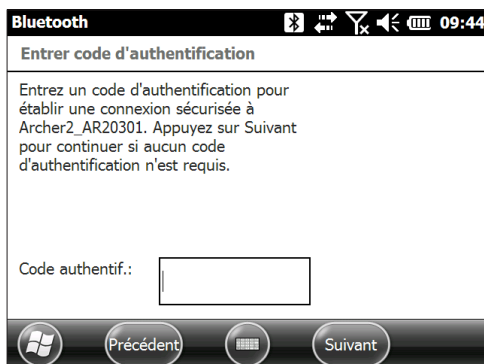 Bluetooth 09:44
Entrer code d'authentification
Entrez un code d'authentification pour
établir une connexion sécurisée à
Archer2_AR20301. Appuyez sur Suivant
pour continuer si aucun code
d'authentification n'est requis.
Code authentif.:
Précédent Suivant